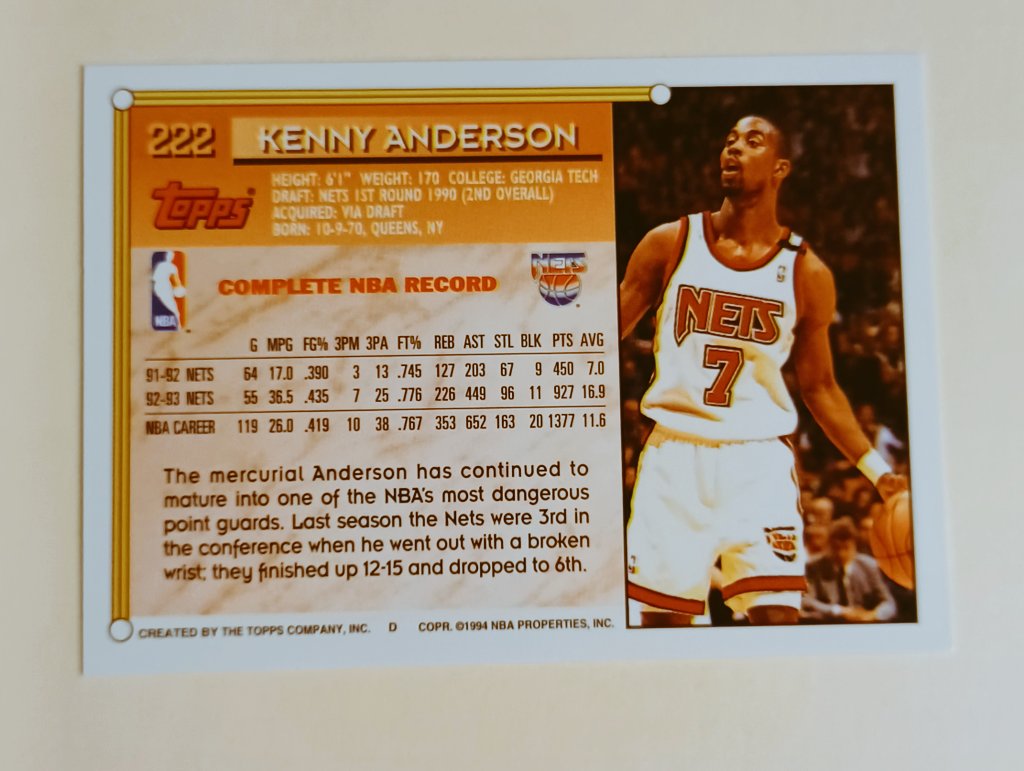 222 KENNY ANDERSON
Topps
HEIGHT: 6'1" WEIGHT: 170 COLLEGE: GEORGIA TECH
DRAFT: NETS 1ST ROUND 1990 (2ND OVERALL)
ACQUIRED: VIA DRAFT
BORN: 10-9-70, QUEENS, NY
NBA
COMPLETE NBA RECORD
NETS
G MPG FG% 3PM 3PA FT% REB AST STL BLK PTS AVG
91-92 NETS 64 17.0 .390 3 13 .745 127 203 67 9 450 7.0
92-93 NETS 55 36.5 .435 7 25 .776 226 449 96 11 927 16.9
NBA CAREER 119 26.0 .419 10 38 .767 353 652 163 20 1377 11.6
The mercurial Anderson has continued to
mature into one of the NBA's most dangerous
point guards. Last season the Nets were 3rd in
the conference when he went out with a broken
wrist; they finished up 12-15 and dropped to 6th.
CREATED BY THE TOPPS COMPANY, INC. D COPR. ©1994 NBA PROPERTIES, INC.
NETS
7